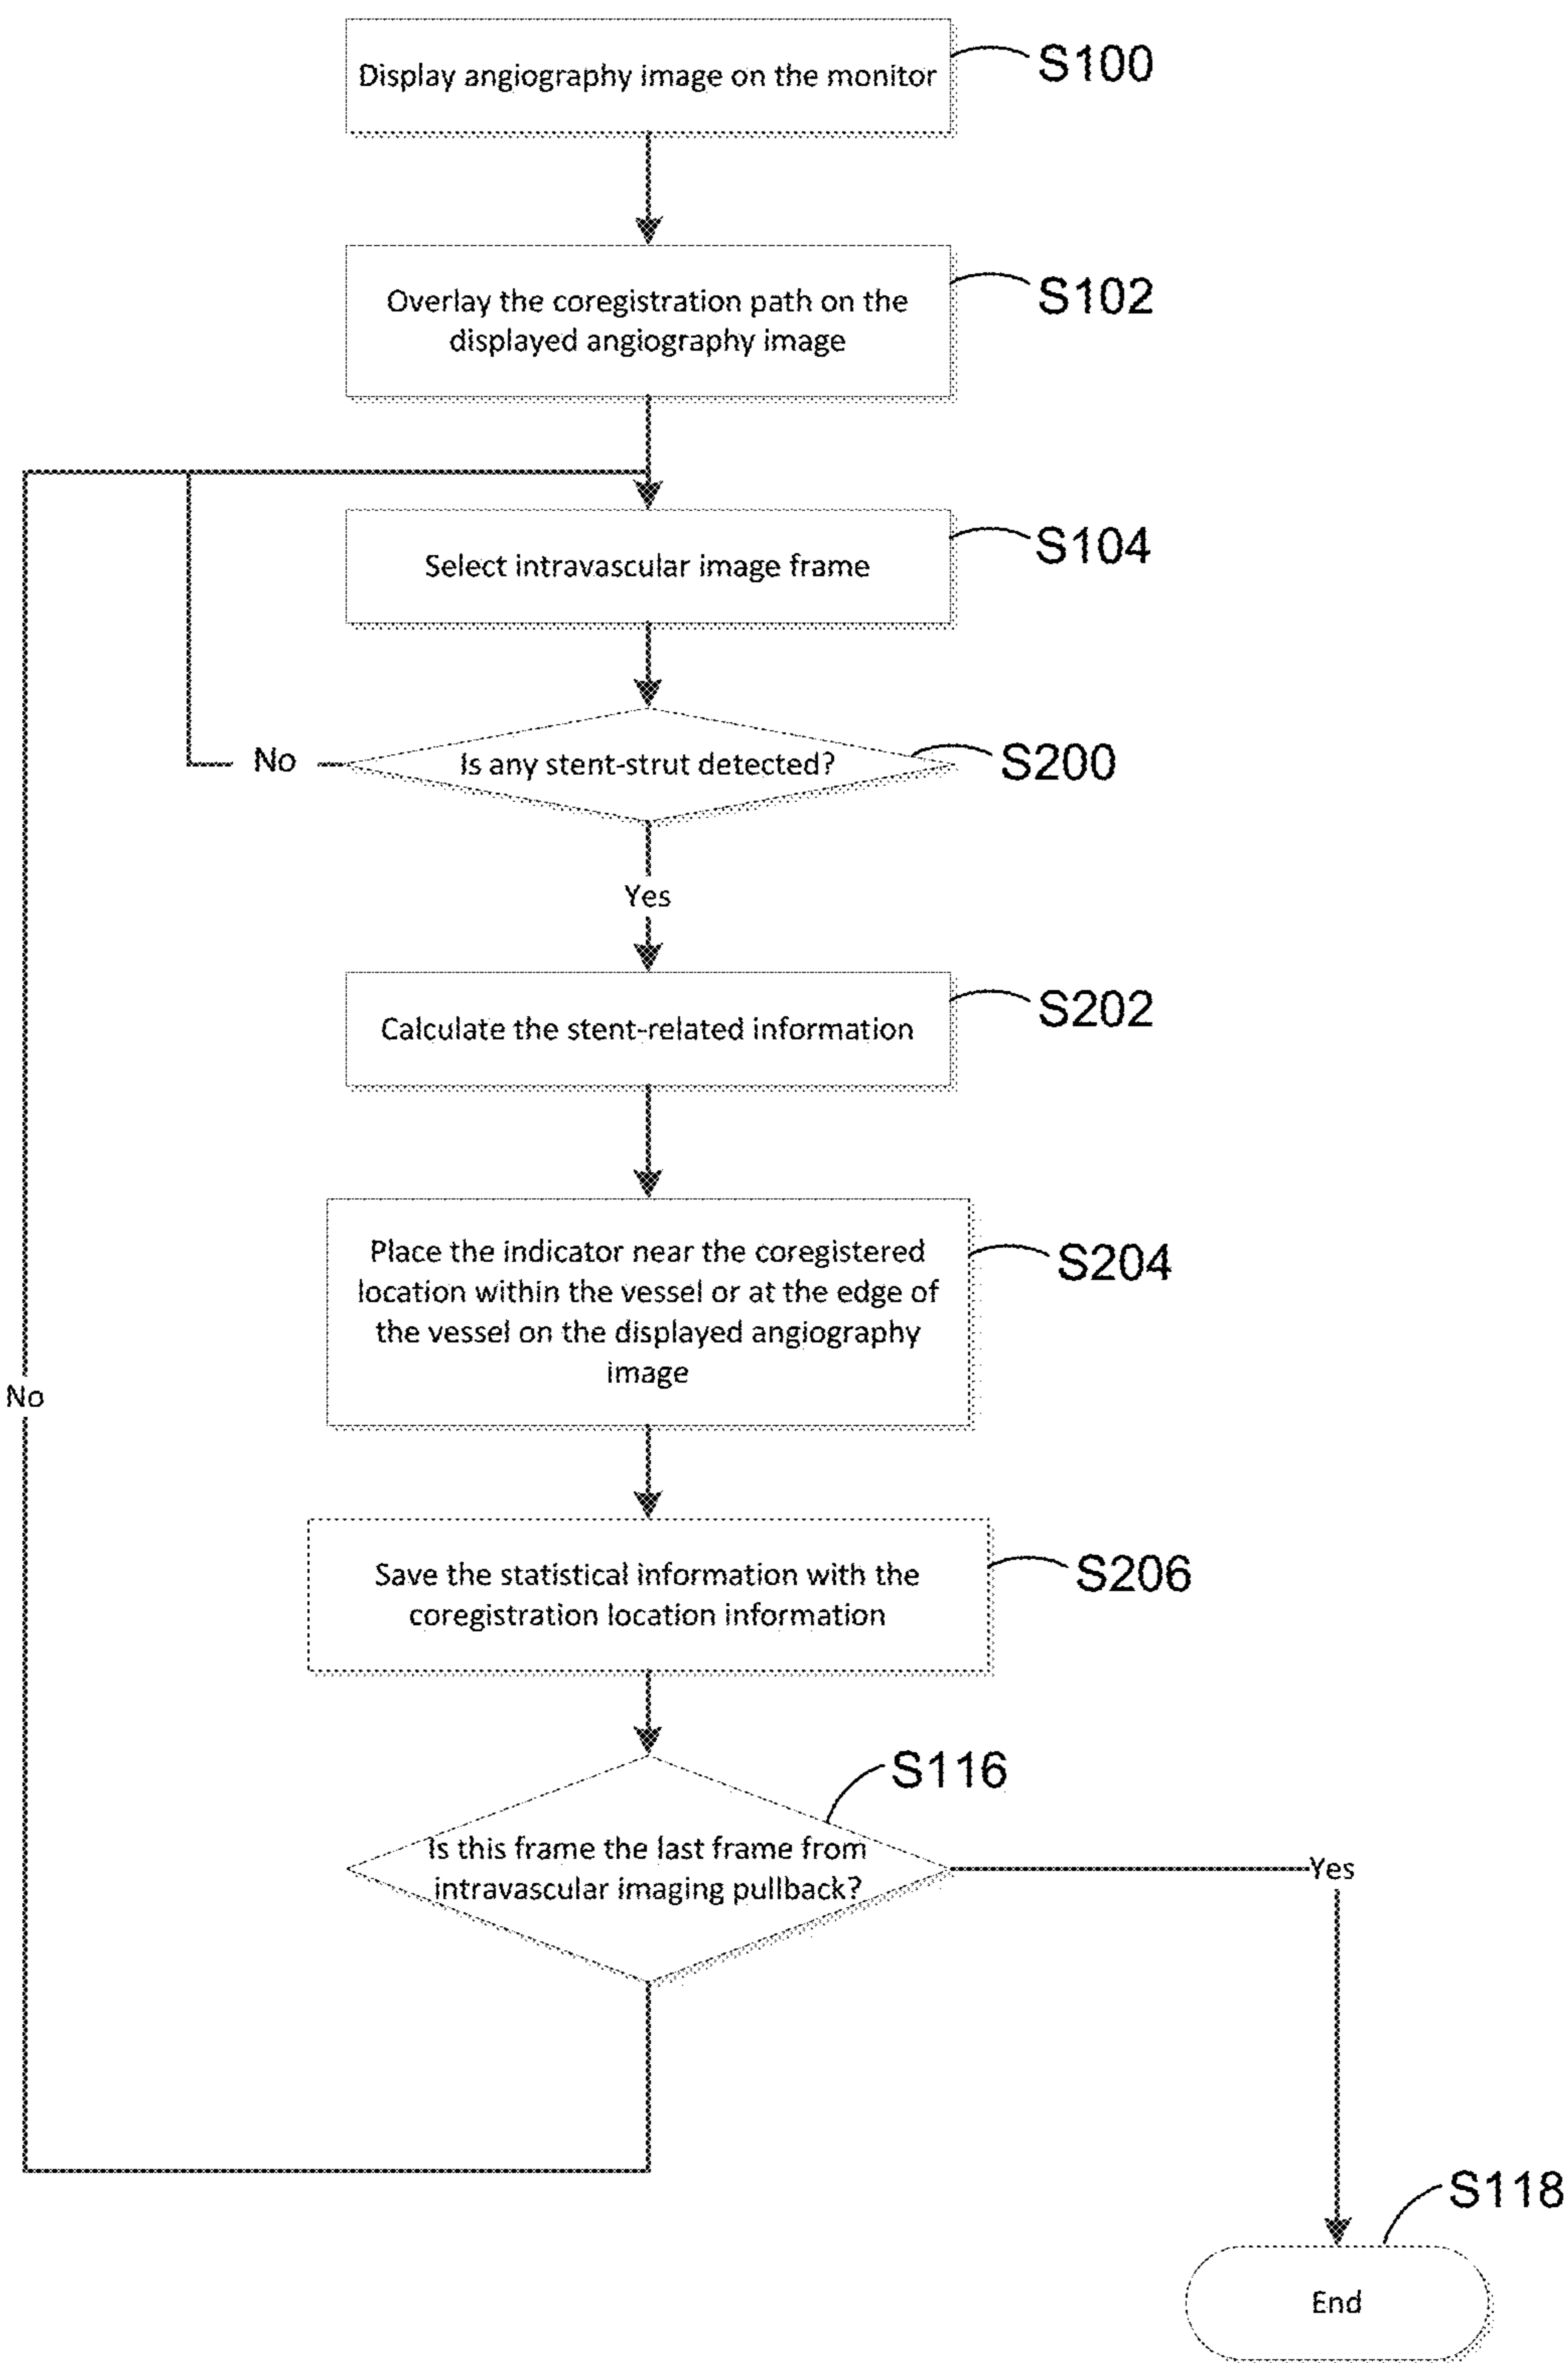 Display angiography image on the monitor
S100
Overlay the coregistration path on the
displayed angiography image
S102
Select intravascular image frame
S104
Is any stent-strut detected?
S200
No
Yes
Calculate the stent-related information
S202
Place the indicator near the coregistered
location within the vessel or at the edge of
the vessel on the displayed angiography
image
S204
No
Save the statistical information with the
coregistration location information
S206
S116
Is this frame the last frame from
intravascular imaging pullback?
Yes
S118
End